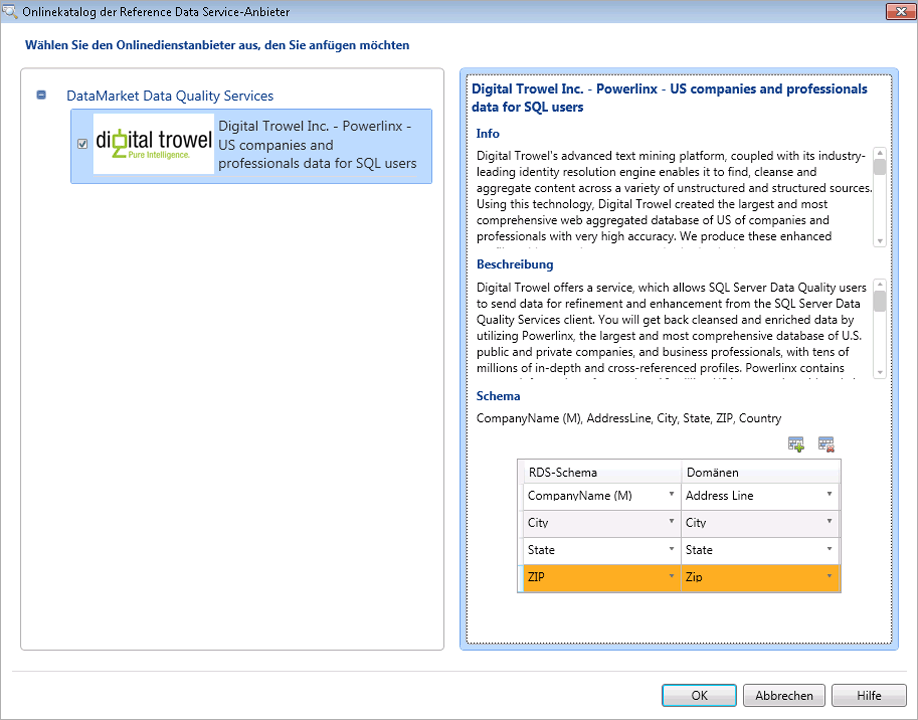 Onlinekatalog der Reference Data Service-Anbieter
Wählen Sie den Onlinedienstanbieter aus, den Sie anfügen möchten
DataMarket Data Quality Services
digital trowel
Pure Intelligence.
Digital Trowel Inc. - Powerlinx -
US companies and
professionals data for SQL users
Digital Trowel Inc. - Powerlinx - US companies and professionals
data for SQL users
Info
Digital Trowel's advanced text mining platform, coupled with its industry-
leading identity resolution engine enables it to find, cleanse and
aggregate content across a variety of unstructured and structured sources.
Using this technology, Digital Trowel created the largest and most
comprehensive web aggregated database of US of companies and
professionals with very high accuracy. We produce these enhanced
Beschreibung
Digital Trowel offers a service, which allows SQL Server Data Quality users
to send data for refinement and enhancement from the SQL Server Data
Quality Services client. You will get back cleansed and enriched data by
utilizing Powerlinx, the largest and most comprehensive database of U.S.
public and private companies, and business professionals, with tens of
millions of in-depth and cross-referenced profiles. Powerlinx contains
Schema
CompanyName (M), AddressLine, City, State, ZIP, Country
RDS-Schema Domänen
CompanyName (M) Address Line
City City
State State
ZIP Zip
OK Abbrechen Hilfe